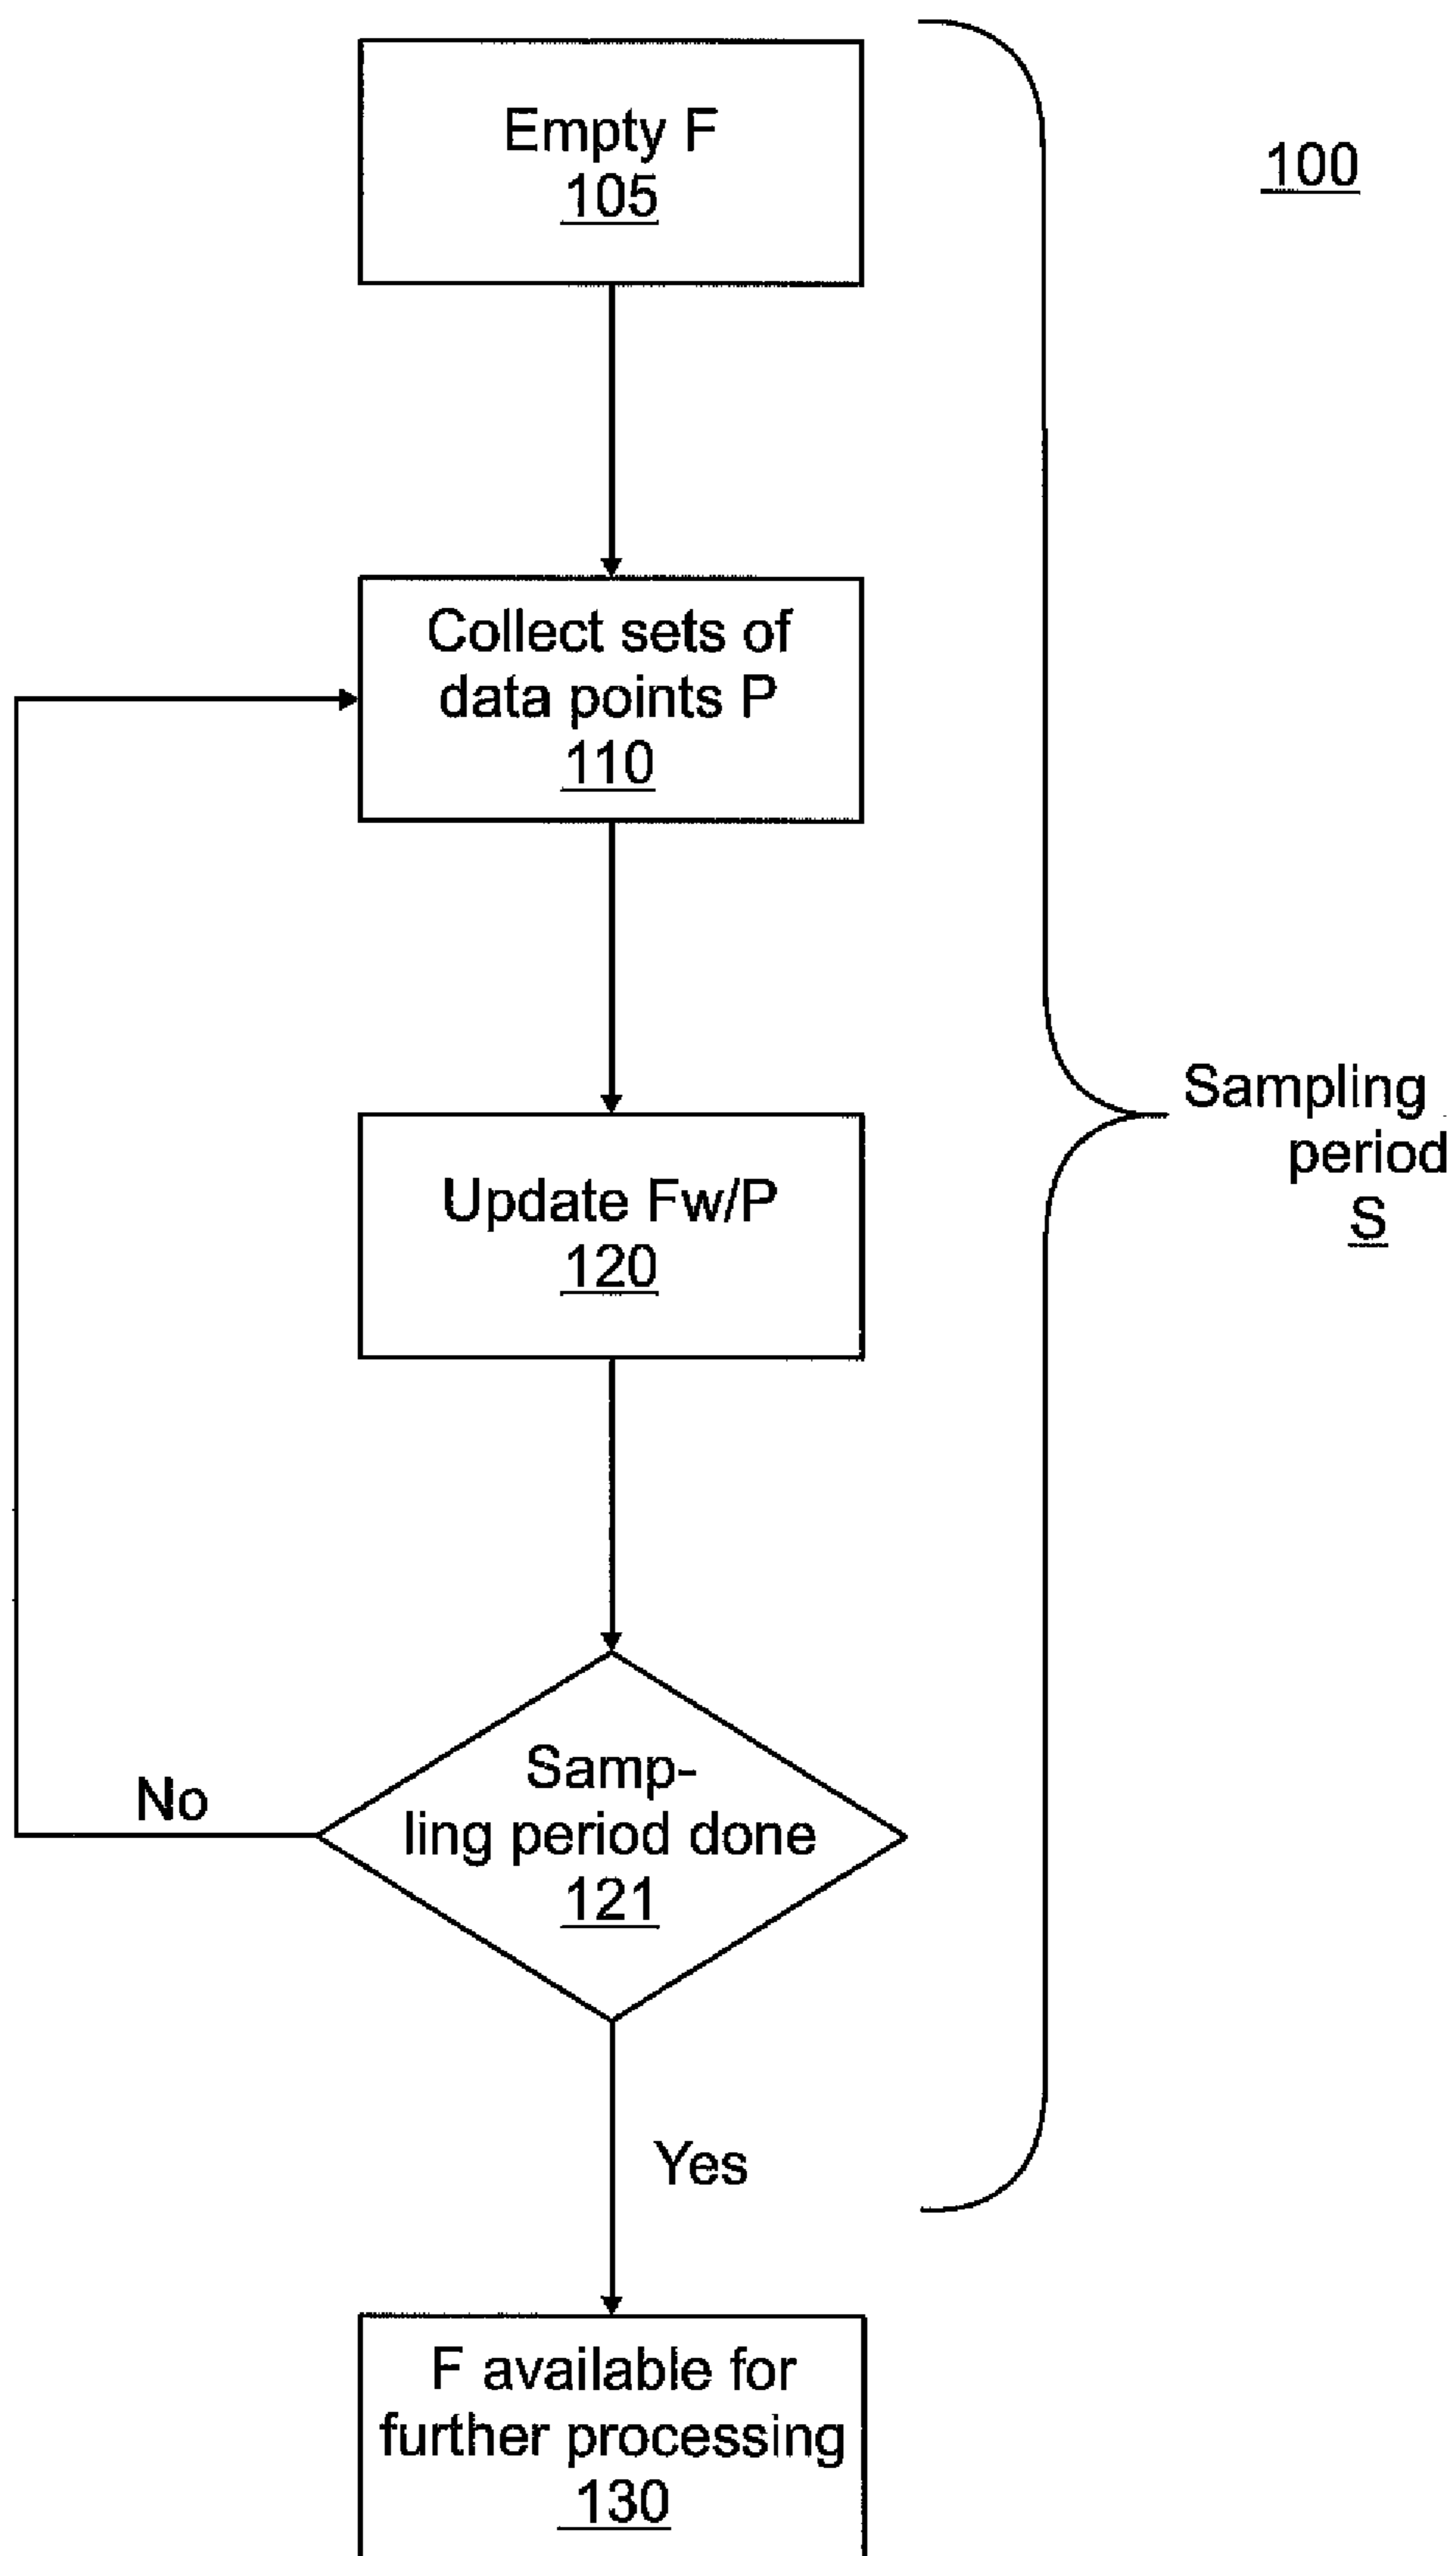 Empty F
105
100
Collect sets of
data points P
110
Sampling
period
S
Update Fw/P
120
Samp-
ling period done
121
No
Yes
F available for
further processing
130